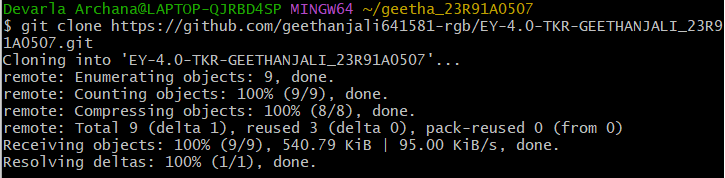 Devarla Archana@LAPTOP-QJRBD4SP MINGW64 ~/geetha_23R91A0507
$ git clone https://github.com/geethanjali641581-rgb/EY-4.0-TKR-GEETHANJALI_23R9
1A0507.git
Cloning into 'EY-4.0-TKR-GEETHANJALI_23R91A0507'...
remote: Enumerating objects: 9, done.
remote: Counting objects: 100% (9/9), done.
remote: Compressing objects: 100% (8/8), done.
remote: Total 9 (delta 1), reused 3 (delta 0), pack-reused 0 (from 0)
Receiving objects: 100% (9/9), 540.79 KiB | 95.00 KiB/s, done.
Resolving deltas: 100% (1/1), done.